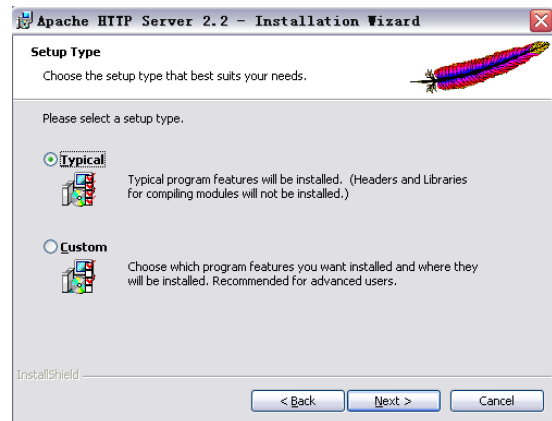 Apache HTTP Server 2.2 - Installation Wizard
Setup Type
Choose the setup type that best suits your needs.
Please select a setup type.
Typical
Typical program features will be installed. (Headers and Libraries
for compiling modules will not be installed.)
Custom
Choose which program features you want installed and where they
will be installed. Recommended for advanced users.
InstallShield
< Back Next > Cancel